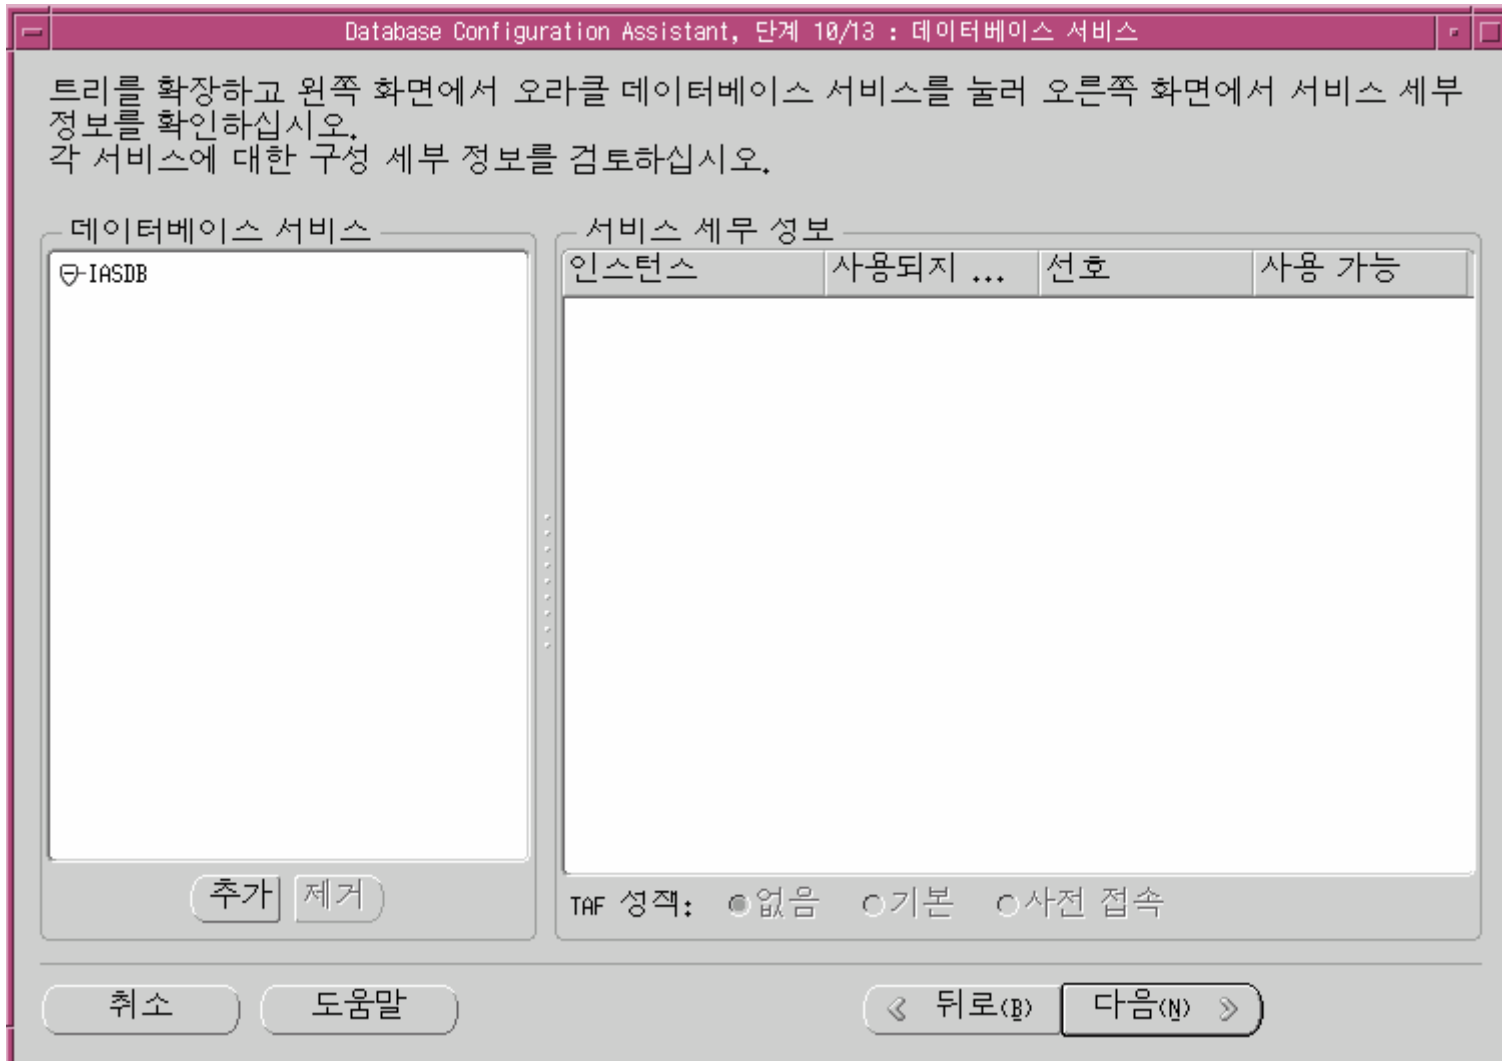 Database Configuration Assistant, 단계 10/13 : 데이터베이스 서비스
트리를 확장하고 왼쪽 화면에서 오라클 데이터베이스 서비스를 눌러 오른쪽 화면에서 서비스 세부
정보를 확인하십시오.
각 서비스에 대한 구성 세부 정보를 검토하십시오.
데이터베이스 서비스
IASDB
추가 제거
서비스 세부 정보
인스턴스 사용되지 ... 선호 사용 가능
TAF 정책: 없음 기본 사전 접속
취소 도움말 뒤로(B) 다음(N)